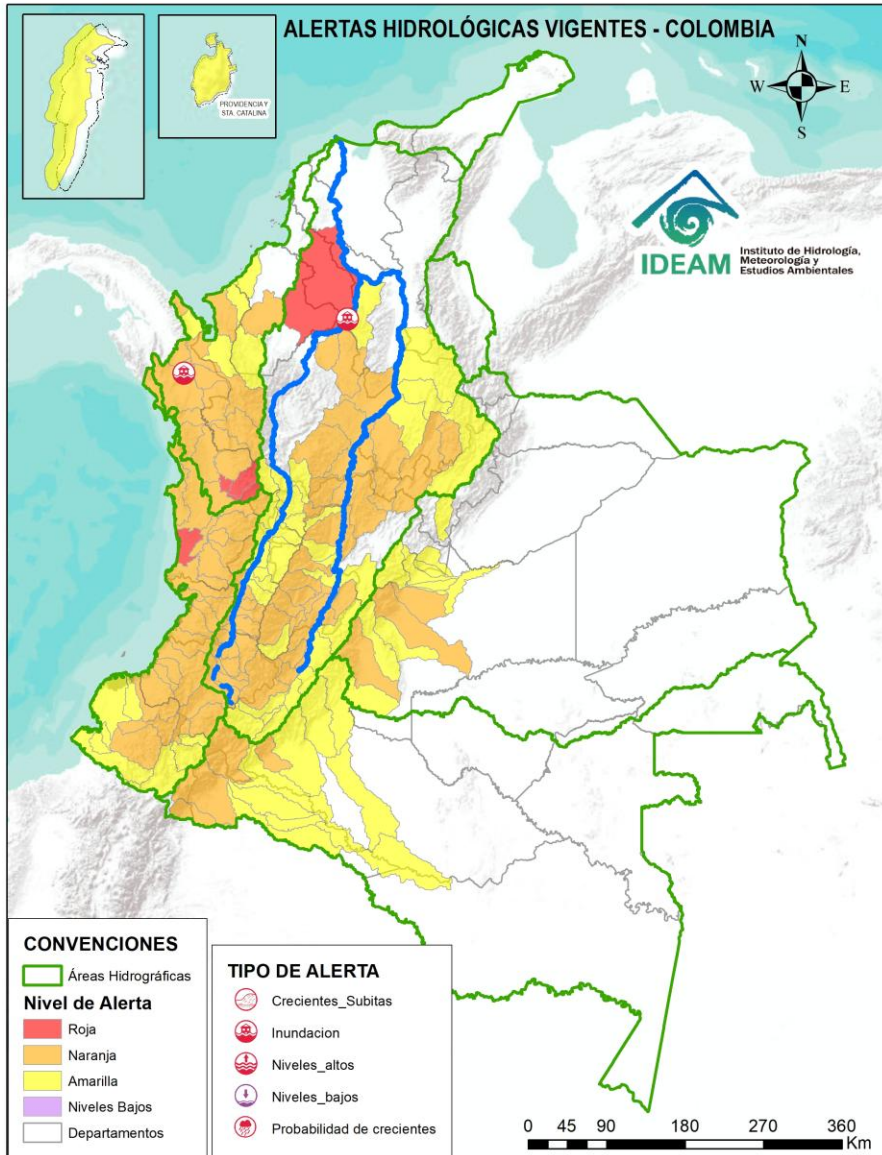 ALERTAS HIDROLÓGICAS VIGENTES - COLOMBIA
PROVIDENCIA Y
STA. CATALINA
N
W
E
S
IDEAM
Instituto de Hidrología,
Meteorología y
Estudios Ambientales
CONVENCIONES
Áreas Hidrográficas
Nivel de Alerta
Roja
Naranja
Amarilla
Niveles Bajos
Departamentos
TIPO DE ALERTA
Crecientes_Subitas
Inundacion
Niveles_altos
Niveles_bajos
Probabilidad de crecientes
0 45 90 180 270 360
Km